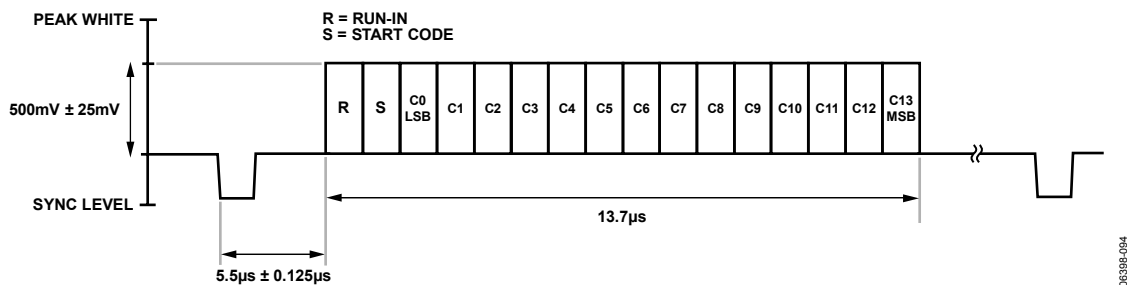 PEAK WHITE
R = RUN-IN
S = START CODE
500mV ± 25mV
R
S
C0
LSB
C1
C2
C3
C4
C5
C6
C7
C8
C9
C10
C11
C12
C13
MSB
SYNC LEVEL
13.7µs
5.5µs ± 0.125µs
06398-094